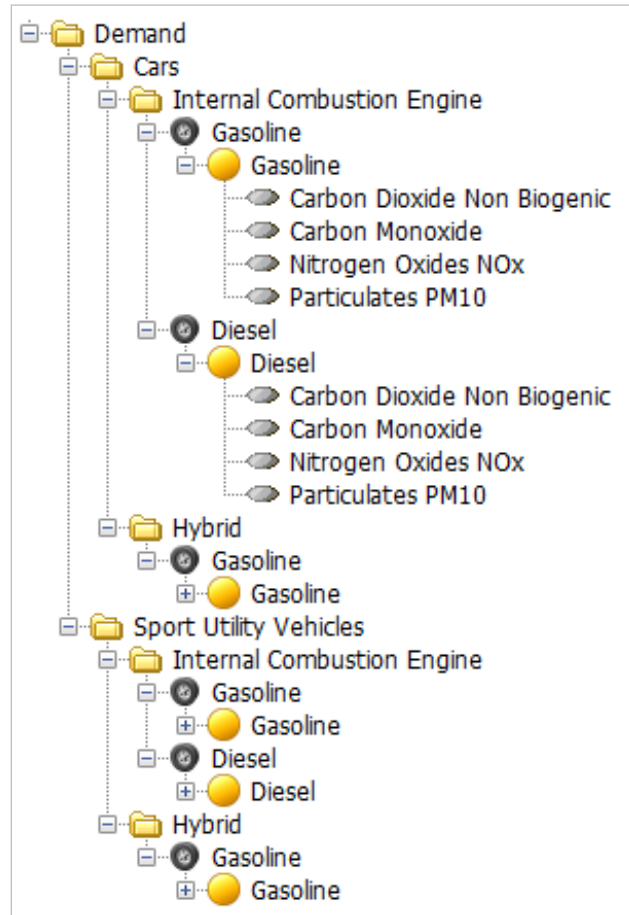 Demand
Cars
Internal Combustion Engine
Gasoline
Gasoline
Carbon Dioxide Non Biogenic
Carbon Monoxide
Nitrogen Oxides NOx
Particulates PM10
Diesel
Diesel
Carbon Dioxide Non Biogenic
Carbon Monoxide
Nitrogen Oxides NOx
Particulates PM10
Hybrid
Gasoline
Gasoline
Sport Utility Vehicles
Internal Combustion Engine
Gasoline
Gasoline
Diesel
Diesel
Hybrid
Gasoline
Gasoline